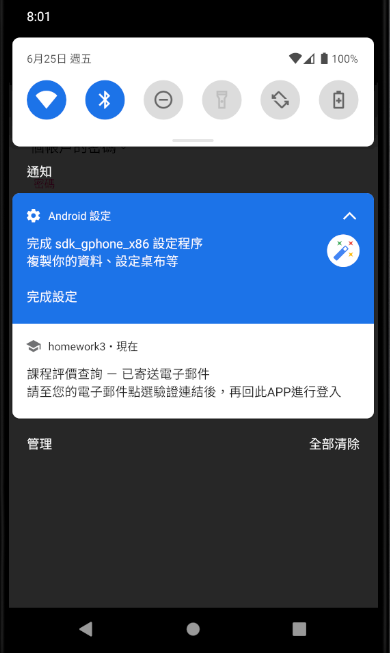 8:01
6月25日 週五
100%
通知
Android 設定
完成 sdk_gphone_x86 設定程序
複製你的資料、設定桌布等
完成設定
homework3・現在
課程評價查詢 － 已寄送電子郵件
請至您的電子郵件點選驗證連結後，再回此APP進行登入
管理
全部清除